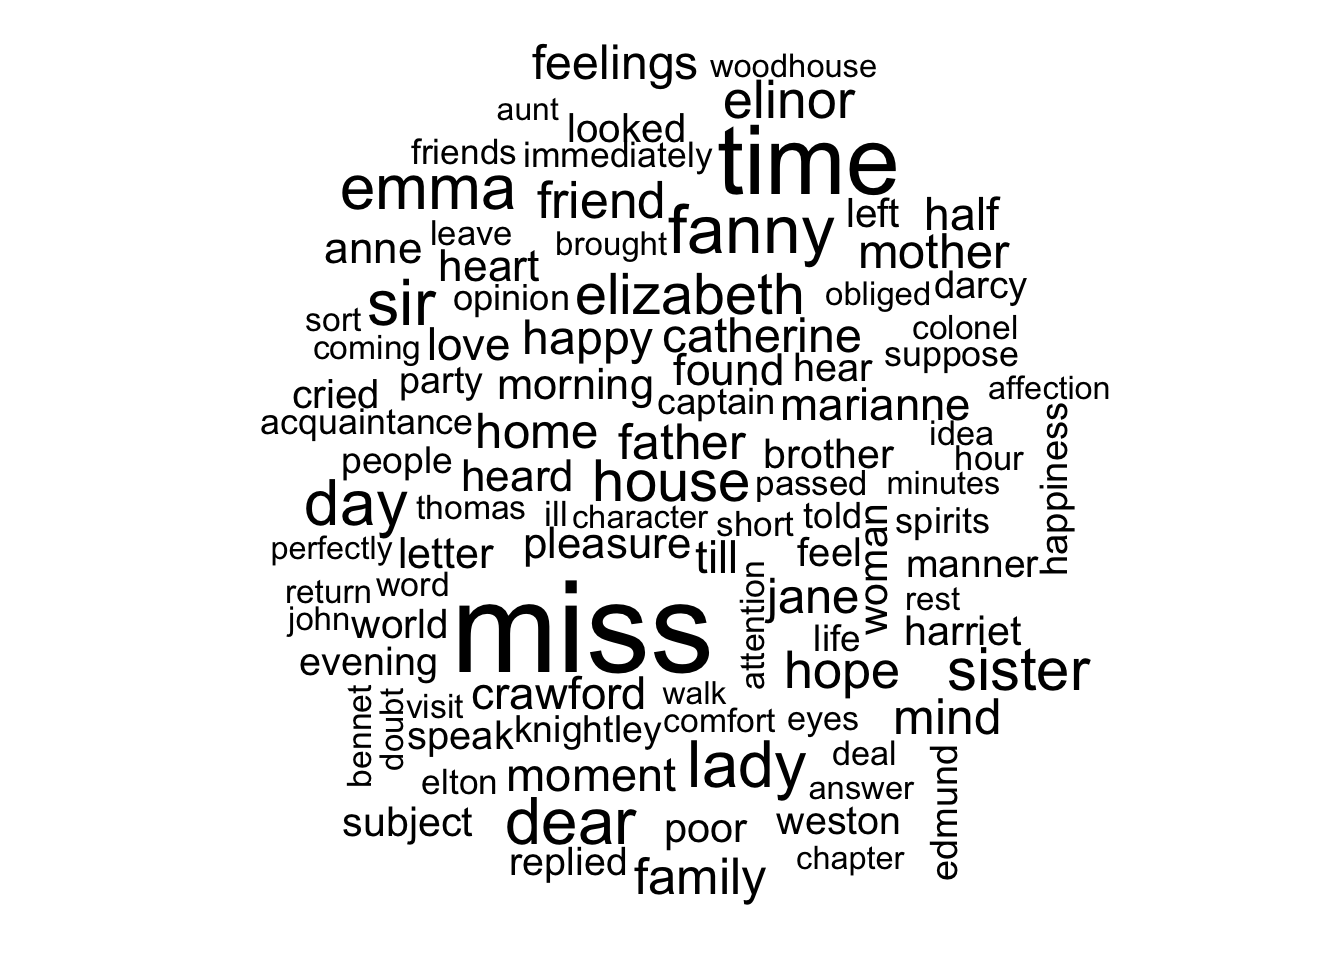 feelings woodhouse
aunt elinor
looked
friends immediately time
emma friend fanny left half
anne leave brought mother
heart
sir opinion elizabeth obliged darcy
sort
coming love happy catherine colonel
found hear suppose
cried party morning captain marianne affection
acquaintance home father brother idea
people heard house passed minutes hour happiness
day thomas ill character short told spirits
perfectly letter pleasure till feel woman manner
return word miss attention jane rest
john world life harriet
evening hope sister
crawford walk
bennet doubt visit speak knightley comfort eyes mind
elton moment lady deal
answer edmund
subject dear poor weston
replied family chapter